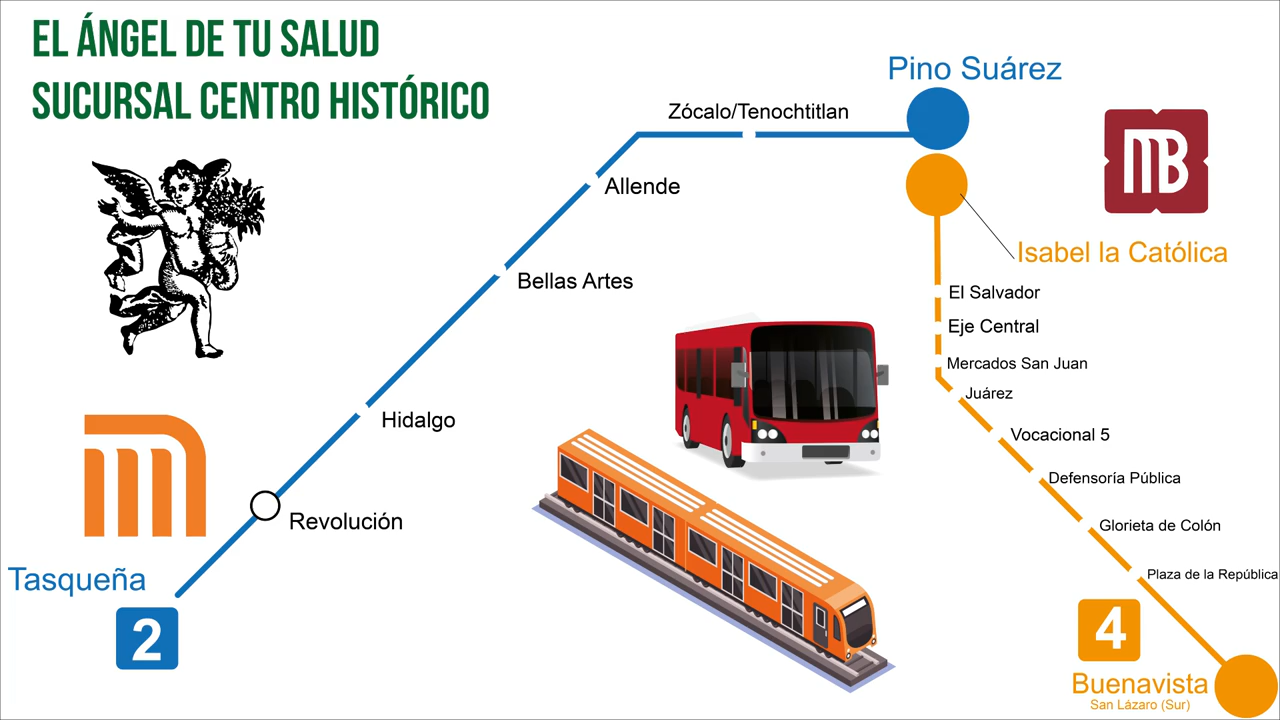 EL ÁNGEL DE TU SALUD
SUCURSAL CENTRO HISTÓRICO
Pino Suárez
Zócalo/Tenochtitlan
MB
Allende
Isabel la Católica
Bellas Artes
El Salvador
Eje Central
Mercados San Juan
Juárez
Hidalgo
Vocacional 5
Defensoría Pública
Revolución
Glorieta de Colón
Tasqueña
Plaza de la República
2
4
Buenavista
San Lázaro (Sur)